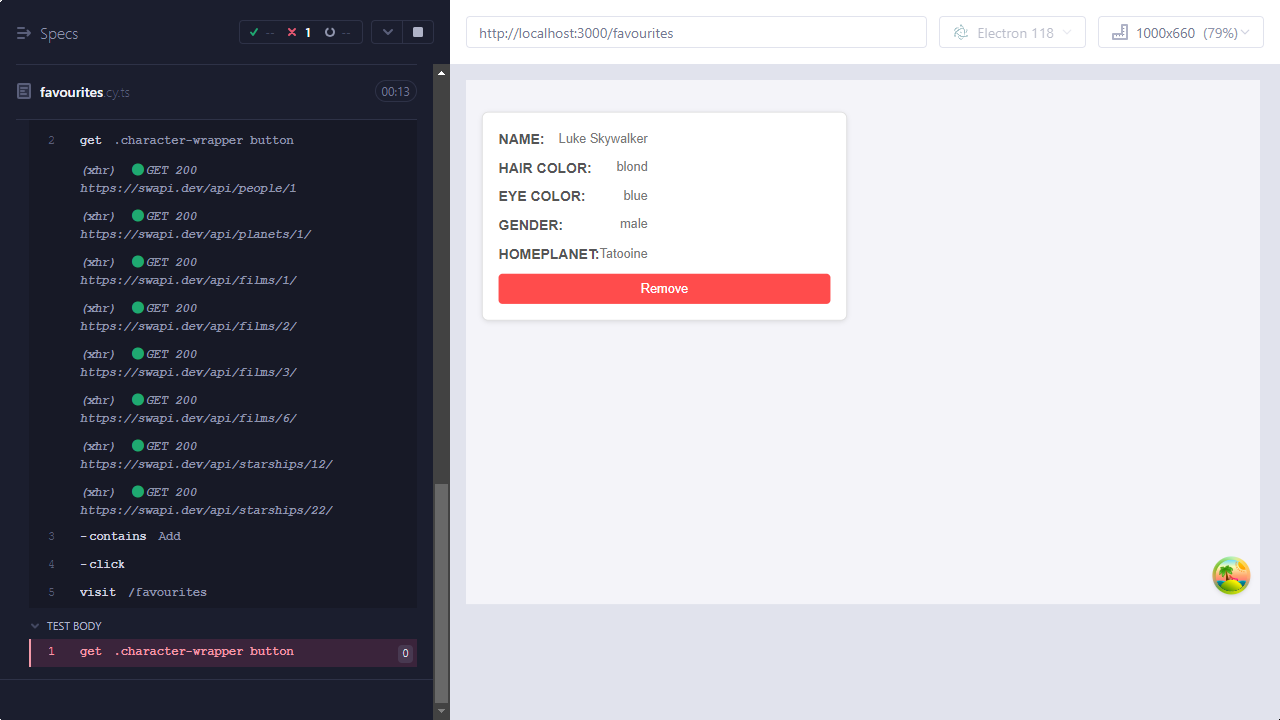 Specs
-- 1 --
http://localhost:3000/favourites
Electron 118
1000x660 (79%)
favourites.cy.ts
00:13
2 get .character-wrapper button
(xhr) GET 200
https://swapi.dev/api/people/1
(xhr) GET 200
https://swapi.dev/api/planets/1/
(xhr) GET 200
https://swapi.dev/api/films/1/
(xhr) GET 200
https://swapi.dev/api/films/2/
(xhr) GET 200
https://swapi.dev/api/films/3/
(xhr) GET 200
https://swapi.dev/api/films/6/
(xhr) GET 200
https://swapi.dev/api/starships/12/
(xhr) GET 200
https://swapi.dev/api/starships/22/
3 -contains Add
4 -click
5 visit /favourites
TEST BODY
1 get .character-wrapper button 0
NAME: Luke Skywalker
HAIR COLOR: blond
EYE COLOR: blue
GENDER: male
HOMEPLANET:Tatooine
Remove